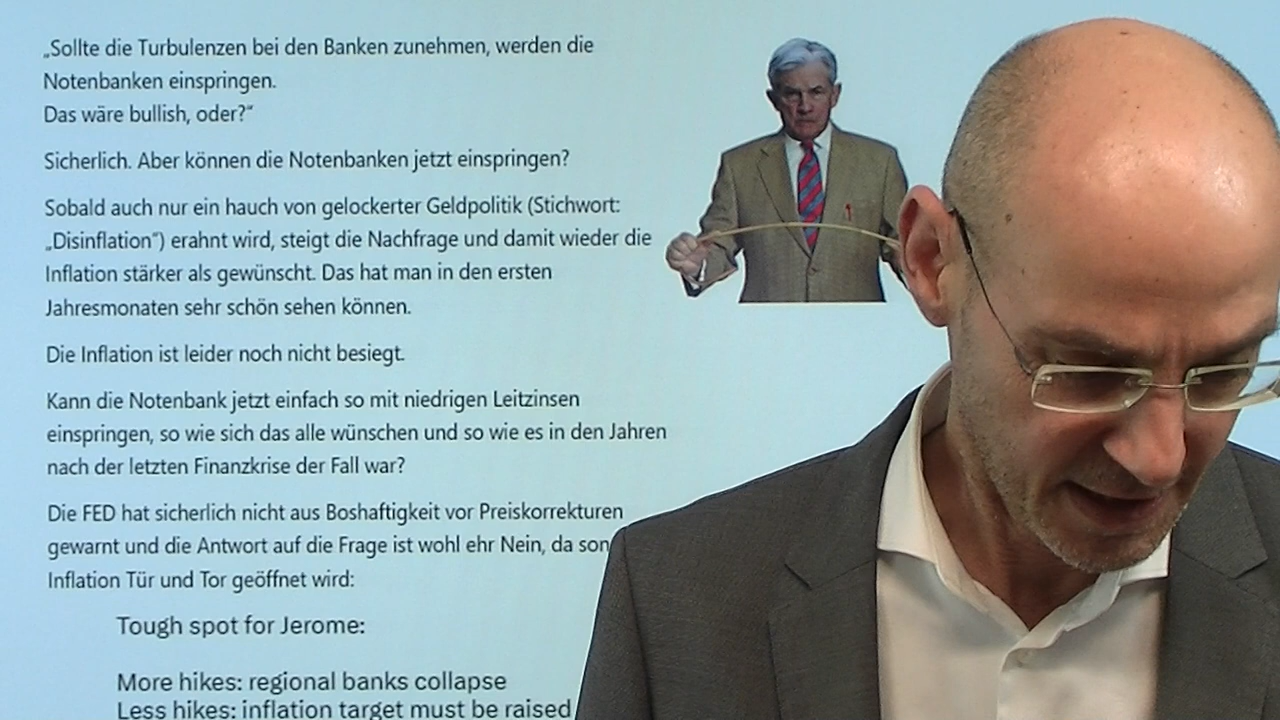 „Sollte die Turbulenzen bei den Banken zunehmen, werden die
Notenbanken einspringen.
Das wäre bullish, oder?“
Sicherlich. Aber können die Notenbanken jetzt einspringen?
Sobald auch nur ein hauch von gelockerter Geldpolitik (Stichwort:
„Disinflation“) erahnt wird, steigt die Nachfrage und damit wieder die
Inflation stärker als gewünscht. Das hat man in den ersten
Jahresmonaten sehr schön sehen können.
Die Inflation ist leider noch nicht besiegt.
Kann die Notenbank jetzt einfach so mit niedrigen Leitzinsen
einspringen, so wie sich das alle wünschen und so wie es in den Jahren
nach der letzten Finanzkrise der Fall war?
Die FED hat sicherlich nicht aus Boshaftigkeit vor Preiskorrekturen
gewarnt und die Antwort auf die Frage ist wohl ehr Nein, da
Inflation Tür und Tor geöffnet wird:
Tough spot for Jerome:
More hikes: regional banks collapse
Less hikes: inflation target must be raised